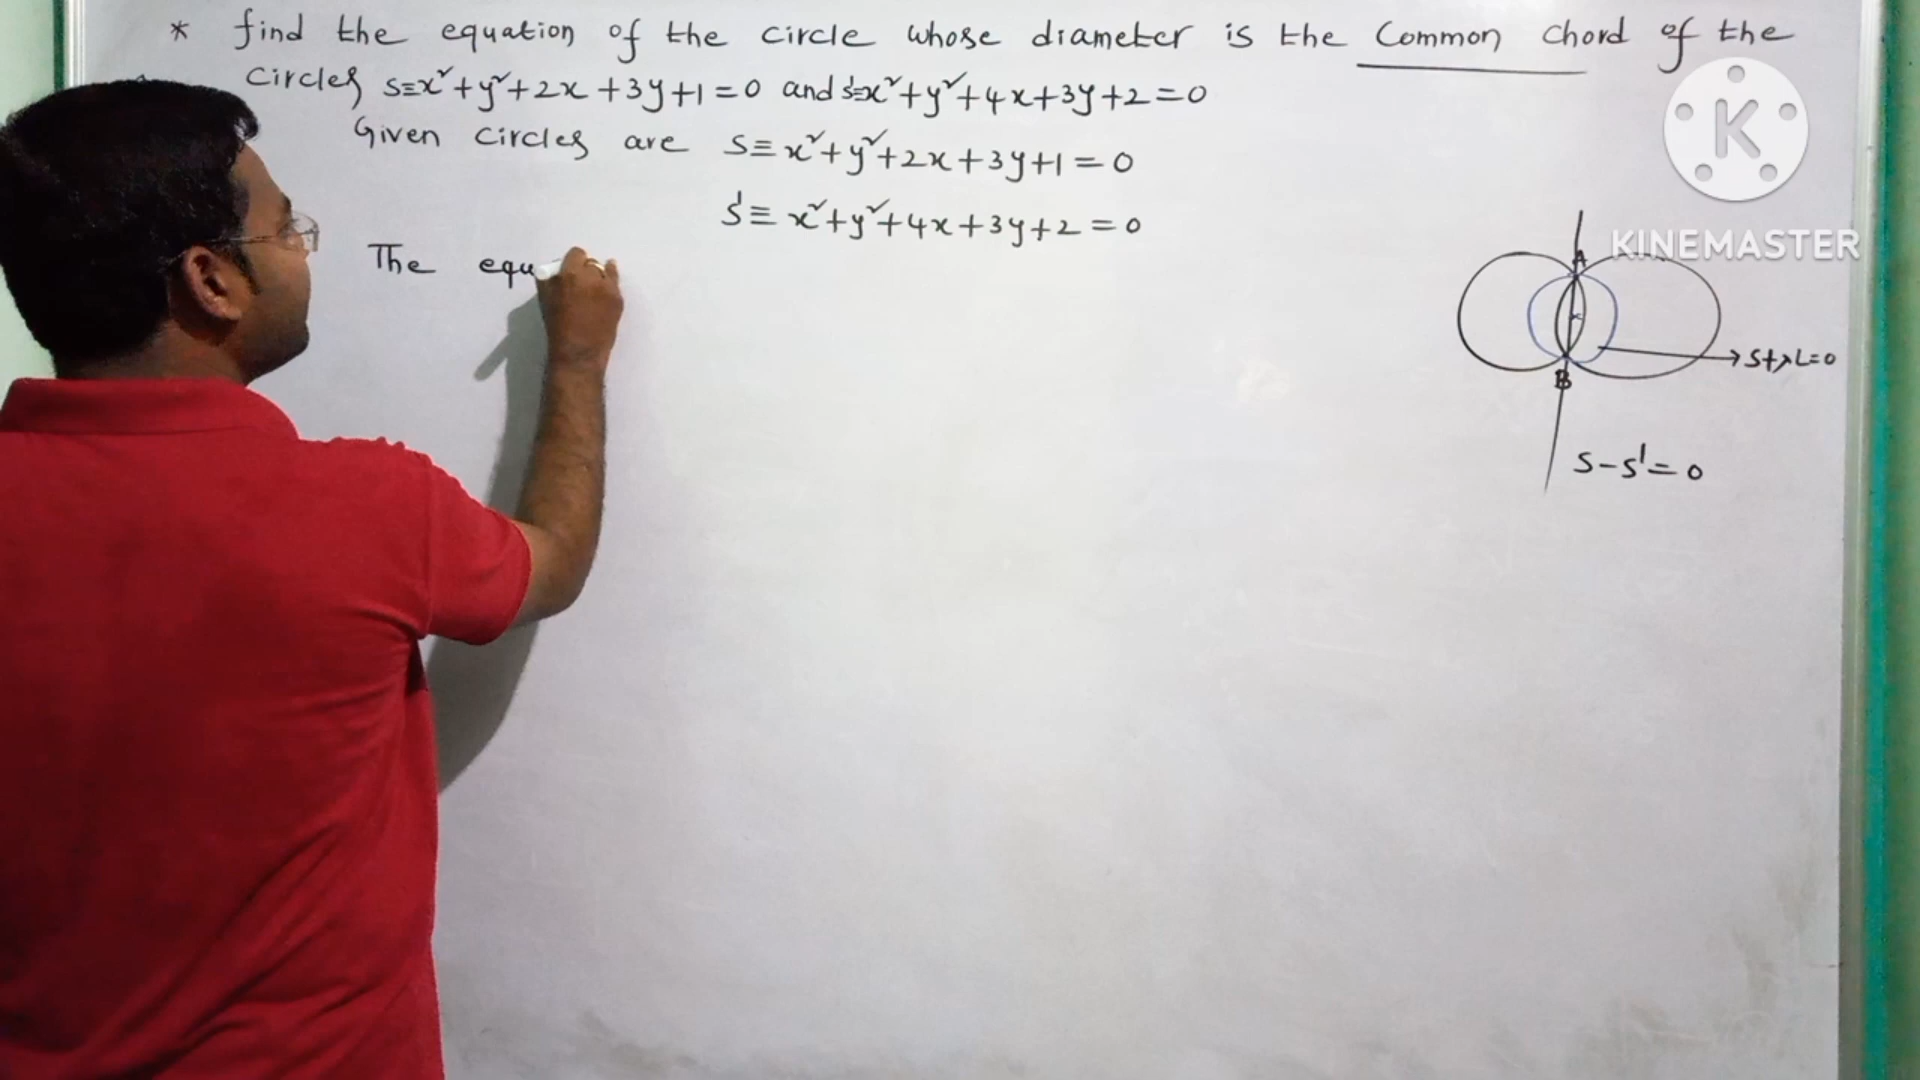 * find the equation of the circle whose diameter is the Common chord of the
circles S≡x²+y²+2x+3y+1=0 and S'≡x²+y²+4x+3y+2=0
Given circles are S≡x²+y²+2x+3y+1=0
S'≡x²+y²+4x+3y+2=0
The equ
K
KINEMASTER
A
B
S+λL=0
S-S'=0